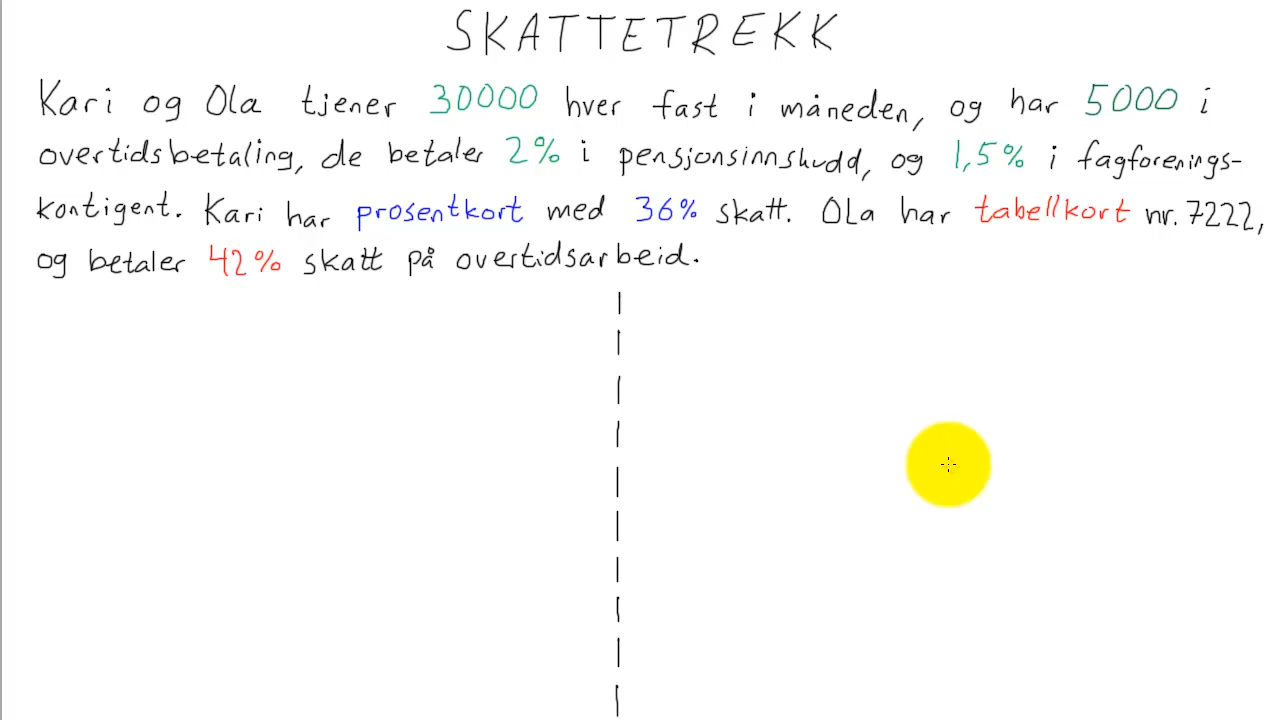 SKATTETREKK
Kari og Ola tjener 30000 hver fast i måneden, og har 5000 i
overtidsbetaling, de betaler 2% i pensjonsinnskudd, og 1,5% i fagforenings-
kontigent. Kari har prosentkort med 36% skatt. Ola har tabellkort nr. 7222,
og betaler 42% skatt på overtidsarbeid.